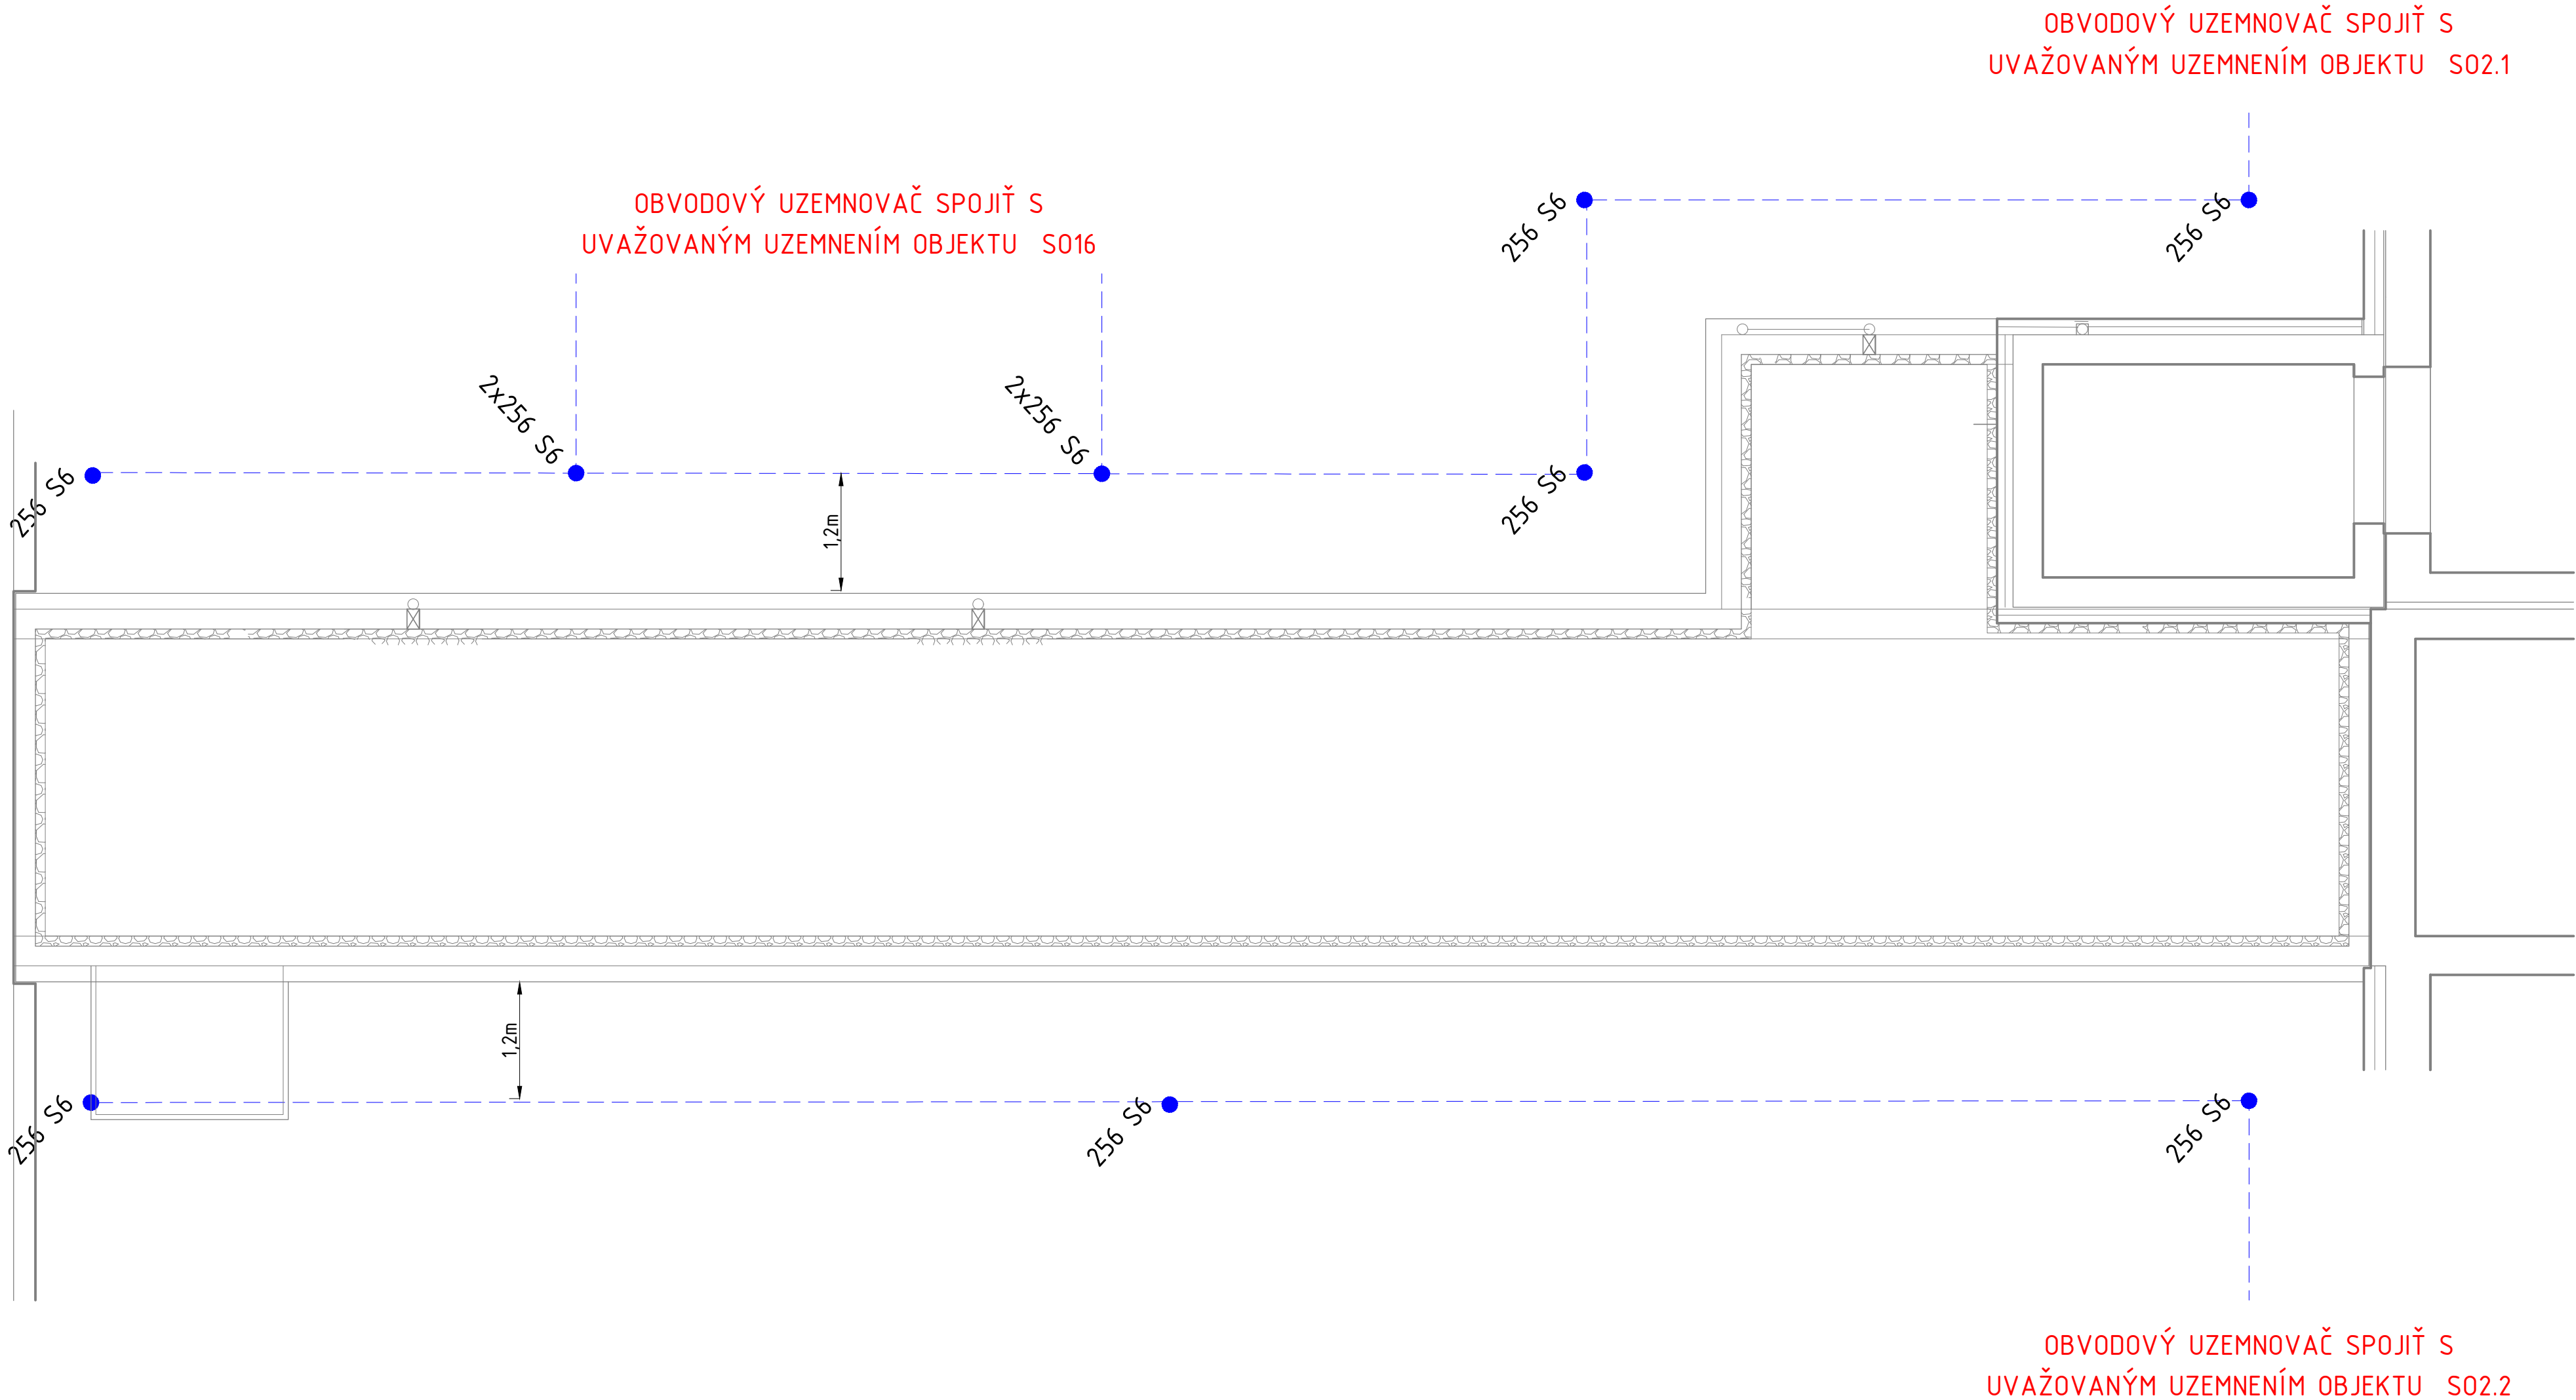 OBVODOVÝ UZEMNOVAČ SPOJIŤ S
UVAŽOVANÝM UZEMNENÍM OBJEKTU SO2.1
OBVODOVÝ UZEMNOVAČ SPOJIŤ S
UVAŽOVANÝM UZEMNENÍM OBJEKTU SO16
256 S6
256 S6
2x256 S6
2x256 S6
256 S6
256 S6
1,2m
1,2m
256 S6
256 S6
256 S6
OBVODOVÝ UZEMNOVAČ SPOJIŤ S
UVAŽOVANÝM UZEMNENÍM OBJEKTU SO2.2